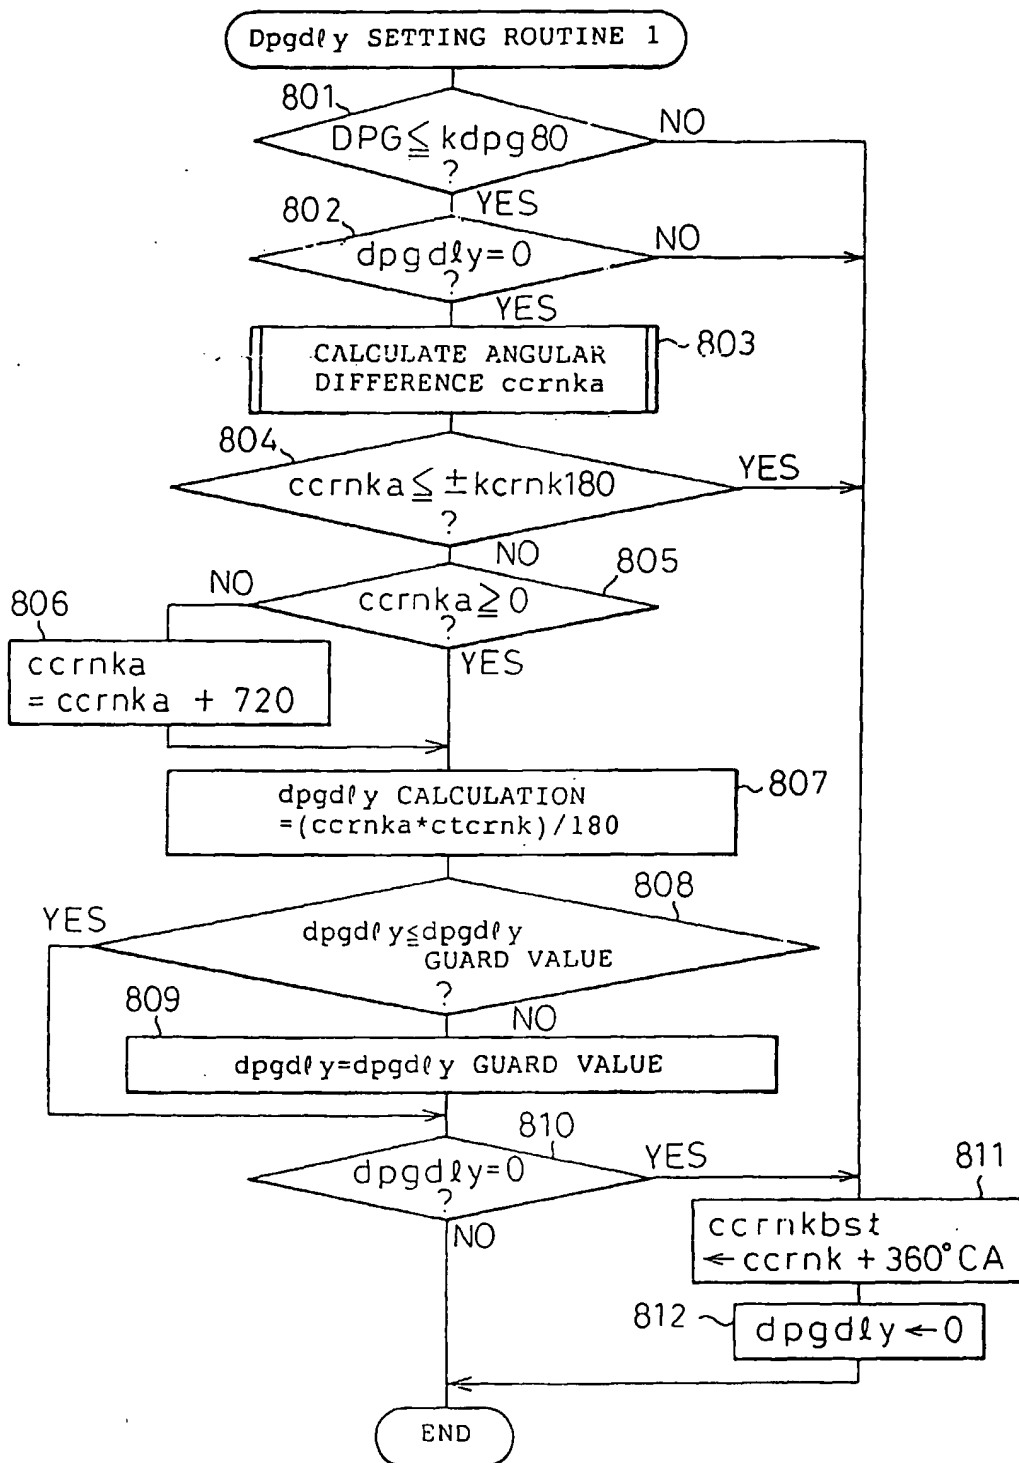 Dpgdℓy SETTING ROUTINE 1
801
DPG ≦ kdpg80
?
NO
YES
802
dpgdℓy=0
?
NO
YES
CALCULATE ANGULAR
DIFFERENCE ccrnka
803
804
ccrnka ≦ ±kcrnk180
?
YES
NO
805
ccrnka ≧ 0
?
NO
YES
806
ccrnka
= ccrnka + 720
dpgdℓy CALCULATION
=(ccrnka*ctcrnk)/180
807
808
dpgdℓy≦dpgdℓy
GUARD VALUE
?
YES
NO
809
dpgdℓy=dpgdℓy GUARD VALUE
810
dpgdℓy=0
?
YES
NO
811
ccrnkbst
← ccrnk + 360°CA
812
dpgdℓy ← 0
END